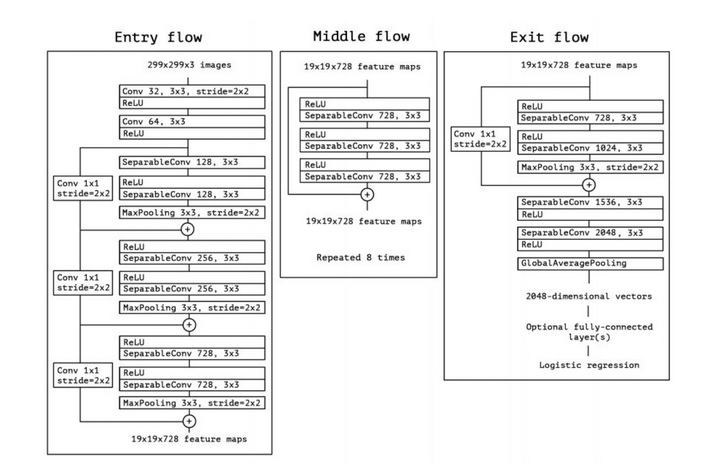 Entry flow
299x299x3 images
Conv 32, 3x3, stride=2x2
ReLU
Conv 64, 3x3
ReLU
SeparableConv 128, 3x3
Conv 1x1
stride=2x2
ReLU
SeparableConv 128, 3x3
MaxPooling 3x3, stride=2x2
+
ReLU
SeparableConv 256, 3x3
Conv 1x1
stride=2x2
ReLU
SeparableConv 256, 3x3
MaxPooling 3x3, stride=2x2
+
ReLU
SeparableConv 728, 3x3
Conv 1x1
stride=2x2
ReLU
SeparableConv 728, 3x3
MaxPooling 3x3, stride=2x2
+
19x19x728 feature maps
Middle flow
19x19x728 feature maps
ReLU
SeparableConv 728, 3x3
ReLU
SeparableConv 728, 3x3
ReLU
SeparableConv 728, 3x3
+
19x19x728 feature maps
Repeated 8 times
Exit flow
19x19x728 feature maps
ReLU
SeparableConv 728, 3x3
Conv 1x1
stride=2x2
ReLU
SeparableConv 1024, 3x3
MaxPooling 3x3, stride=2x2
+
SeparableConv 1536, 3x3
ReLU
SeparableConv 2048, 3x3
ReLU
GlobalAveragePooling
2048-dimensional vectors
Optional fully-connected
layer(s)
Logistic regression